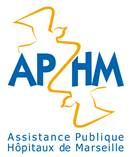 AP HM
Assistance Publique
Hôpitaux de Marseille